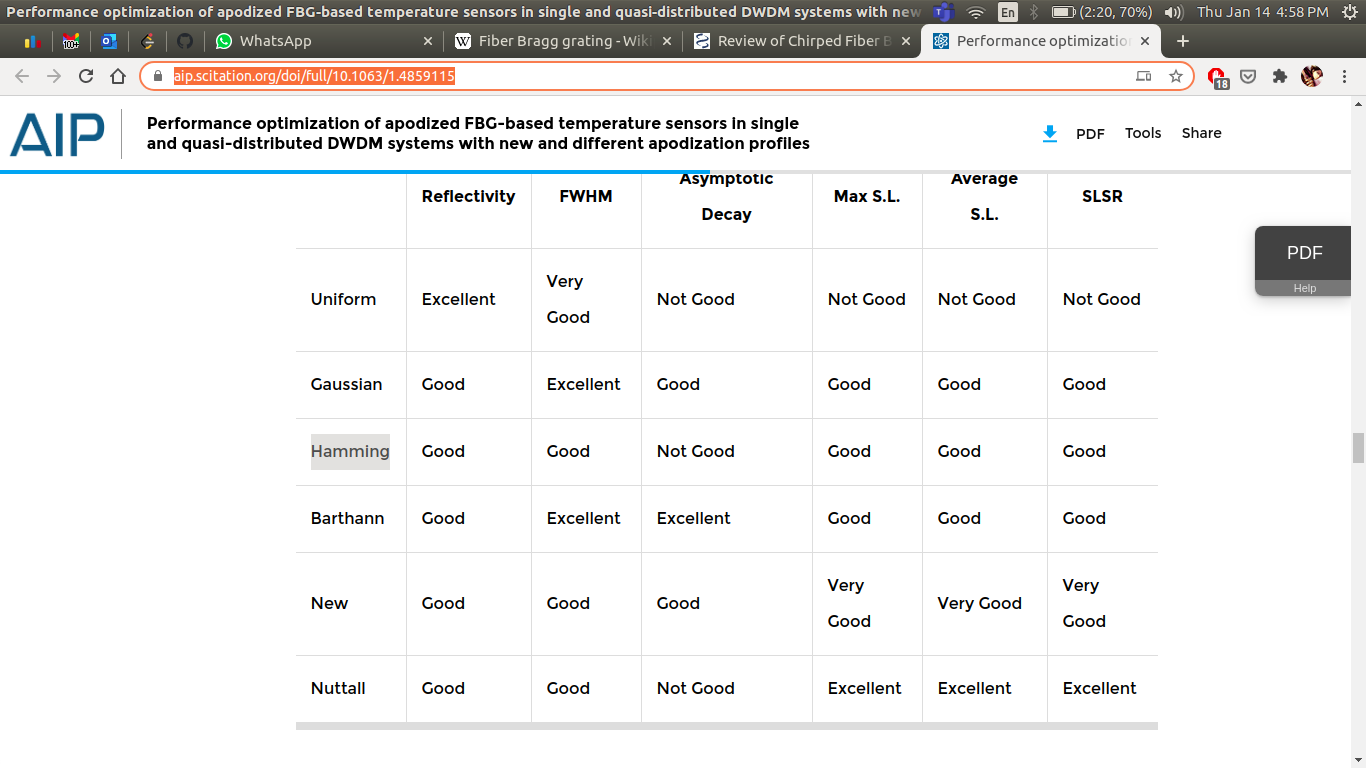 Performance optimization of apodized FBG-based temperature sensors in single and quasi-distributed DWDM systems with new
En
(2:20, 70%)
Thu Jan 14 4:58 PM
100+
WhatsApp
Fiber Bragg grating - Wiki
Review of Chirped Fiber B
Performance optimizatio
aip.scitation.org/doi/full/10.1063/1.4859115
18
AIP
Performance optimization of apodized FBG-based temperature sensors in single
and quasi-distributed DWDM systems with new and different apodization profiles
PDF Tools Share
Reflectivity FWHM Asymptotic Decay Max S.L. Average S.L. SLSR
Uniform Excellent Very Good Not Good Not Good Not Good Not Good
Gaussian Good Excellent Good Good Good Good
Hamming Good Good Not Good Good Good Good
Barthann Good Excellent Excellent Good Good Good
New Good Good Good Very Good Very Good Very Good
Nuttall Good Good Not Good Excellent Excellent Excellent
PDF
Help